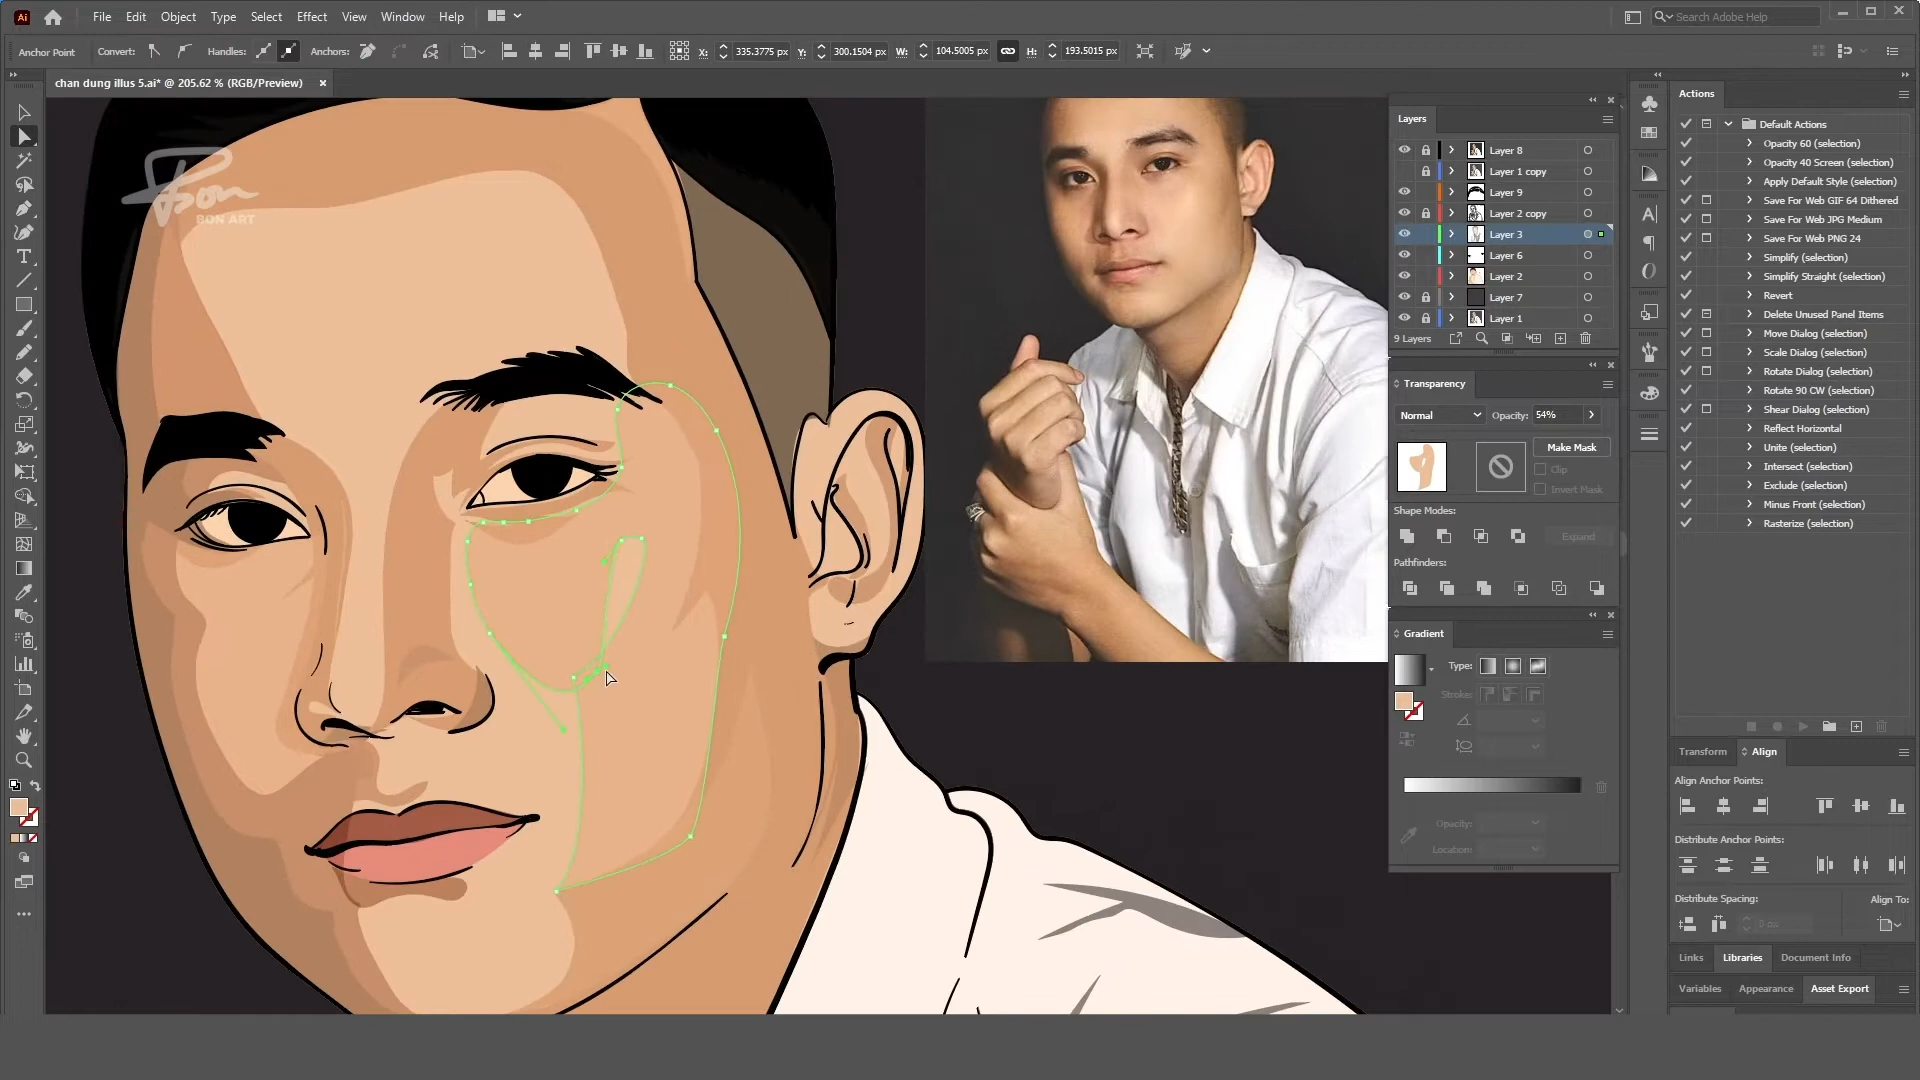 Ai File Edit Object Type Select Effect View Window Help Search Adobe Help
Anchor Point Convert: Handles: Anchors: X: 335.3775 px Y: 300.1504 px W: 104.5005 px H: 193.5015 px
chan dung illus 5.ai* @ 205.62 % (RGB/Preview)
Bon
BON ART
Layers
Layer 8
Layer 1 copy
Layer 9
Layer 2 copy
Layer 3
Layer 6
Layer 2
Layer 7
Layer 1
9 Layers
Transparency
Normal Opacity: 54%
Make Mask
Clip
Invert Mask
Shape Modes:
Expand
Pathfinders:
Gradient
Type:
Stroke:
Opacity:
Location:
Actions
Default Actions
Opacity 60 (selection)
Opacity 40 Screen (selection)
Apply Default Style (selection)
Save For Web GIF 64 Dithered
Save For Web JPG Medium
Save For Web PNG 24
Simplify (selection)
Simplify Straight (selection)
Revert
Delete Unused Panel Items
Move Dialog (selection)
Scale Dialog (selection)
Rotate Dialog (selection)
Rotate 90 CW (selection)
Shear Dialog (selection)
Reflect Horizontal
Unite (selection)
Intersect (selection)
Exclude (selection)
Minus Front (selection)
Rasterize (selection)
Transform Align
Align Anchor Points:
Distribute Anchor Points:
Distribute Spacing: Align To:
0 px
Links Libraries Document Info
Variables Appearance Asset Export